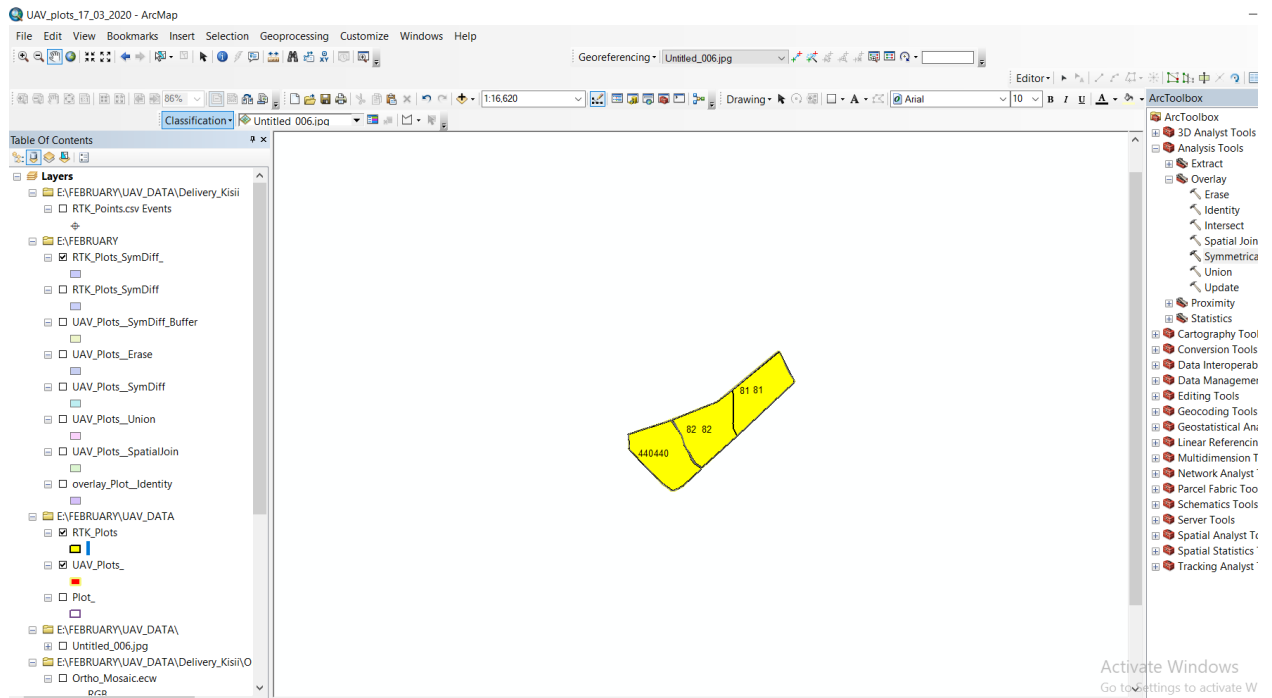 UAV_plots_17_03_2020 - ArcMap
File Edit View Bookmarks Insert Selection Geoprocessing Customize Windows Help
Georeferencing Untitled_006.jpg
Editor
86% 1:16,620 Drawing A Arial 10 B I U A
Classification Untitled_006.jpg
Table Of Contents
Layers
E:\FEBRUARY\UAV_DATA\Delivery_Kisii
RTK_Points.csv Events
E:\FEBRUARY
RTK_Plots_SymDiff_
RTK_Plots_SymDiff
UAV_Plots__SymDiff_Buffer
UAV_Plots__Erase
UAV_Plots__SymDiff
UAV_Plots__Union
UAV_Plots__SpatialJoin
overlay_Plot__Identity
E:\FEBRUARY\UAV_DATA
RTK_Plots
UAV_Plots_
Plot_
E:\FEBRUARY\UAV_DATA\
Untitled_006.jpg
E:\FEBRUARY\UAV_DATA\Delivery_Kisii\O
Ortho_Mosaic.ecw
RGB
81 81
82 82
440440
ArcToolbox
ArcToolbox
3D Analyst Tools
Analysis Tools
Extract
Overlay
Erase
Identity
Intersect
Spatial Join
Symmetrica
Union
Update
Proximity
Statistics
Cartography Tool
Conversion Tools
Data Interoperab
Data Managemen
Editing Tools
Geocoding Tools
Geostatistical Ana
Linear Referencin
Multidimension T
Network Analyst
Parcel Fabric Too
Schematics Tools
Server Tools
Spatial Analyst To
Spatial Statistics
Tracking Analyst
Activate Windows
Go to Settings to activate W